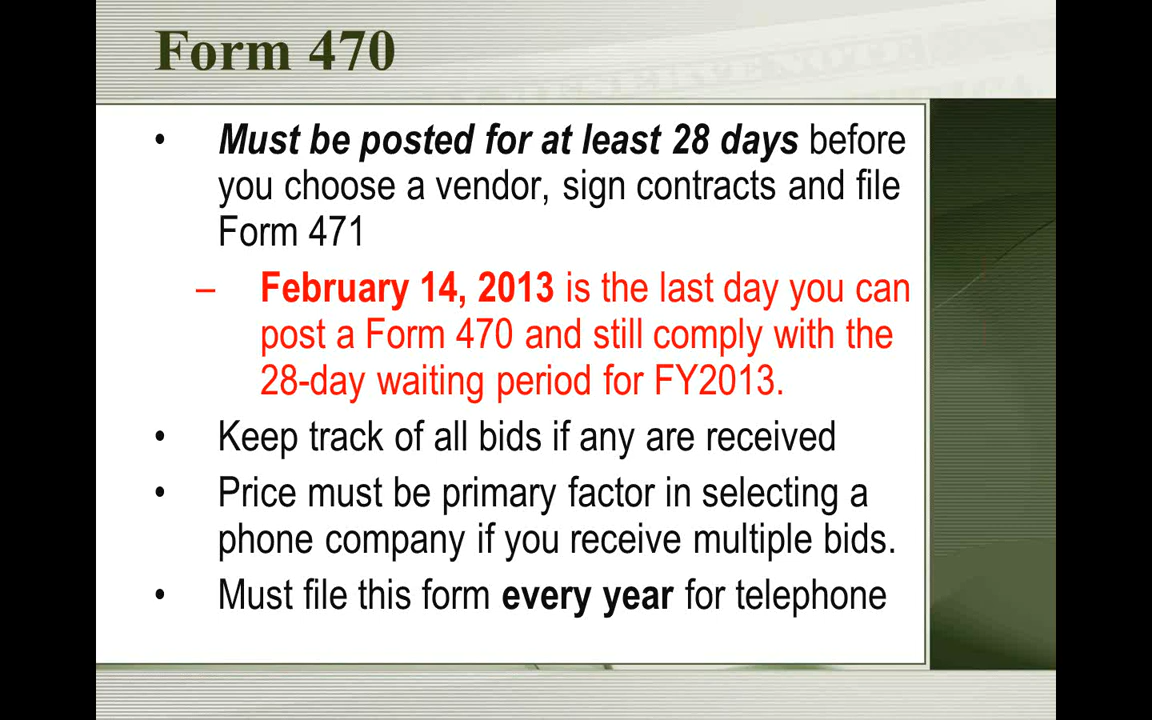 Form 470
• Must be posted for at least 28 days before
you choose a vendor, sign contracts and file
Form 471
– February 14, 2013 is the last day you can
post a Form 470 and still comply with the
28-day waiting period for FY2013.
• Keep track of all bids if any are received
• Price must be primary factor in selecting a
phone company if you receive multiple bids.
• Must file this form every year for telephone